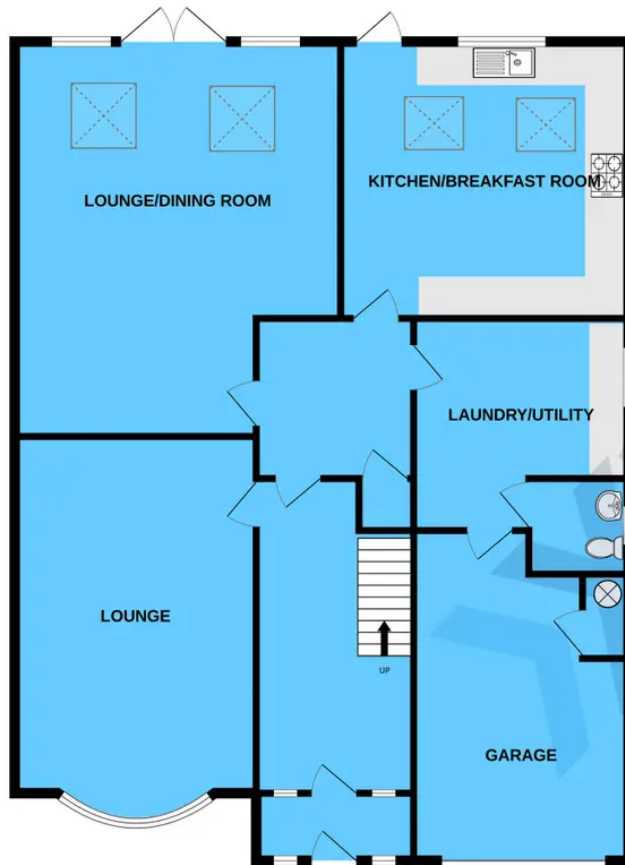 LOUNGE/DINING ROOM
KITCHEN/BREAKFAST ROOM
LAUNDRY/UTILITY
LOUNGE
UP
GARAGE